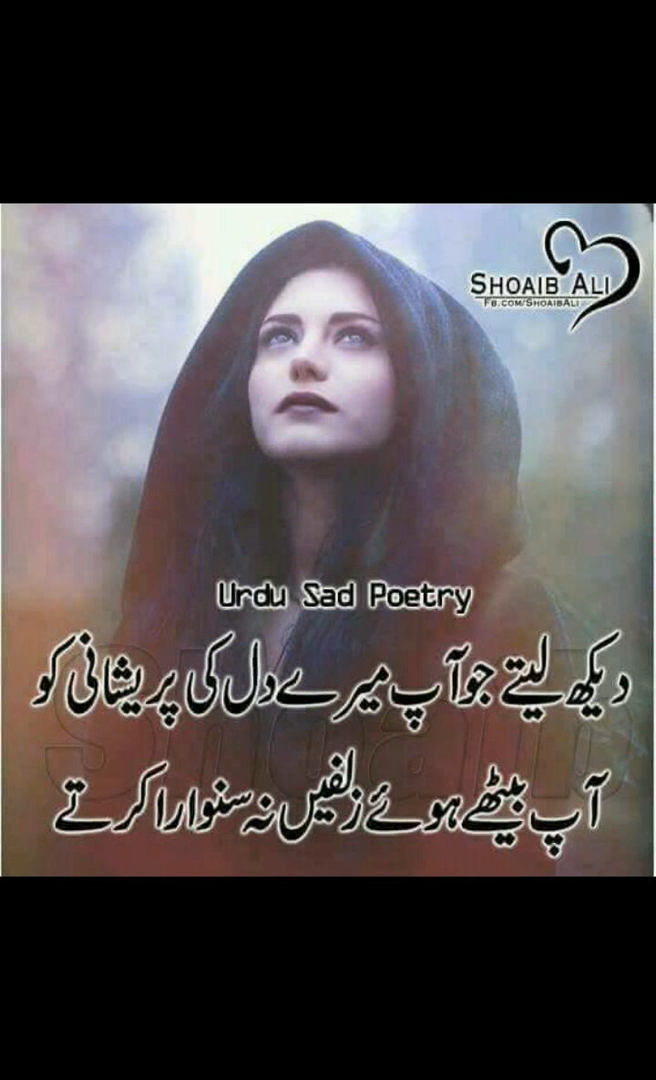 SHOAIB ALI
FB.COM/SHOAIBALI
Urdu Sad Poetry
دیکھ لیتے جو آپ میرے دل کی پریشانی کو
آپ بیٹھے ہوئے زلفیں نہ سنوارا کرتے
Shoaib